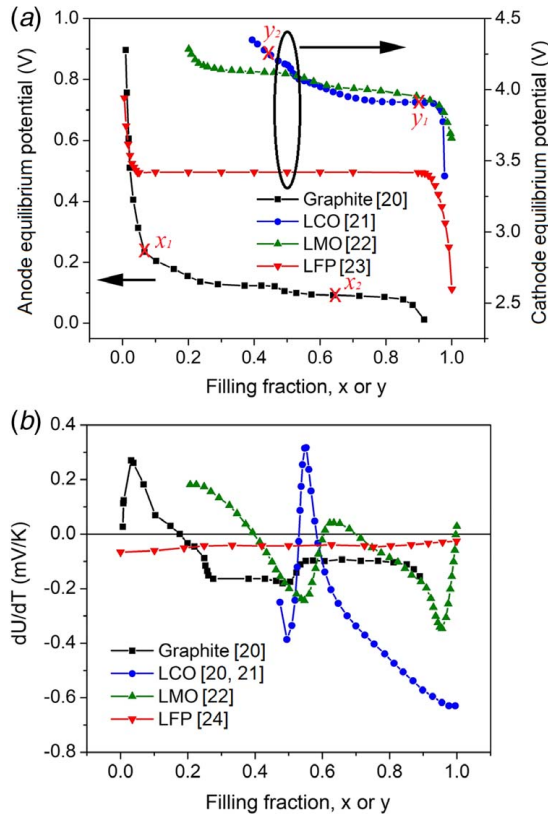 (a)
Anode equilibrium potential (V)
1.0
0.8
0.6
0.4
0.2
0.0
Cathode equilibrium potential (V)
4.5
4.0
3.5
3.0
2.5
y2
y1
x1
x2
Graphite [20]
LCO [21]
LMO [22]
LFP [23]
0.0 0.2 0.4 0.6 0.8 1.0
Filling fraction, x or y
(b)
dU/dT (mV/K)
0.4
0.2
0.0
-0.2
-0.4
-0.6
-0.8
Graphite [20]
LCO [20, 21]
LMO [22]
LFP [24]
0.0 0.2 0.4 0.6 0.8 1.0
Filling fraction, x or y